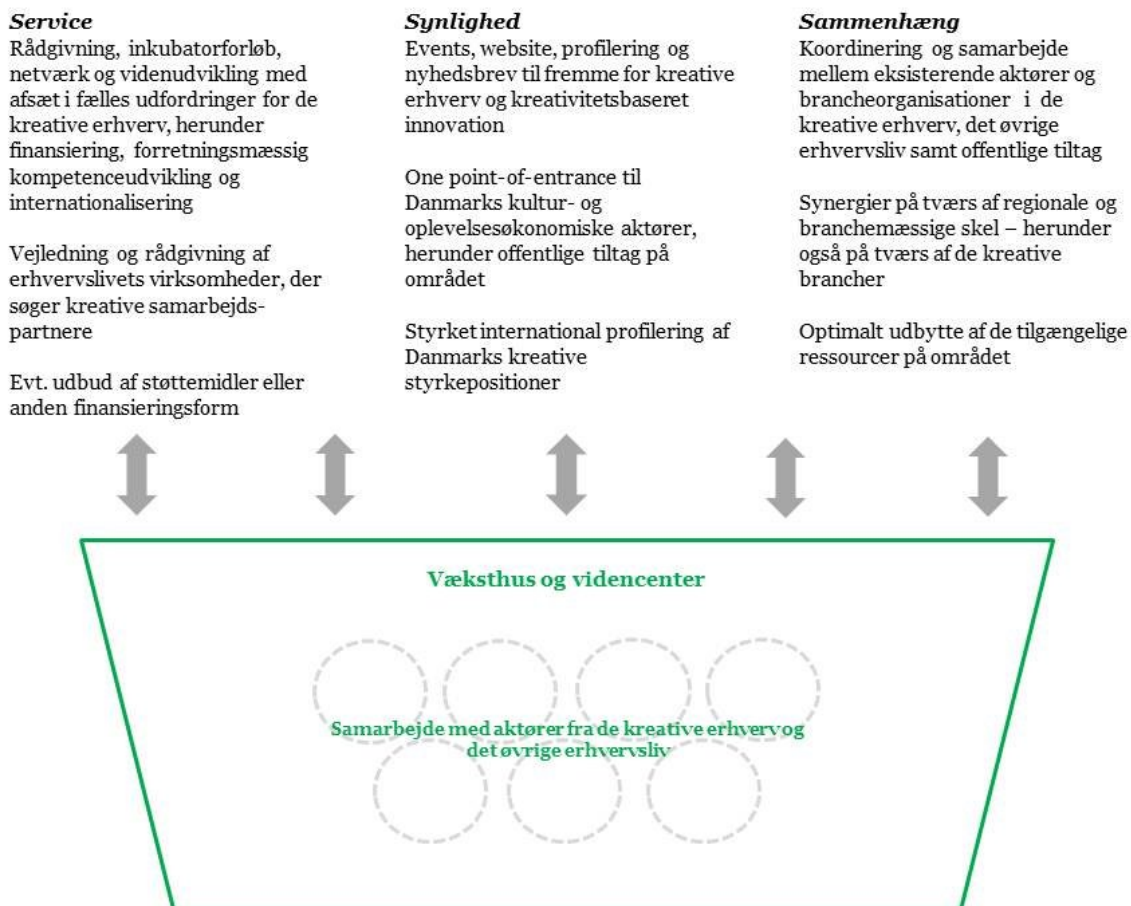 Service
Rådgivning, inkubatorforløb,
netværk og videnudvikling med
afsæt i fælles udfordringer for de
kreative erhverv, herunder
finansiering, forretningsmæssig
kompetenceudvikling og
internationalisering
Vejledning og rådgivning af
erhvervslivets virksomheder, der
søger kreative samarbejds-
partnere
Evt. udbud af støttemidler eller
anden finansieringsform
Synlighed
Events, website, profilering og
nyhedsbrev til fremme for kreative
erhverv og kreativitetsbaseret
innovation
One point-of-entrance til
Danmarks kultur- og
oplevelsesøkonomiske aktører,
herunder offentlige tiltag på
området
Styrket international profilering af
Danmarks kreative
styrkepositioner
Sammenhæng
Koordinering og samarbejde
mellem eksisterende aktører og
brancheorganisationer i de
kreative erhverv, det øvrige
erhvervsliv samt offentlige tiltag
Synergier på tværs af regionale og
branchemæssige skel – herunder
også på tværs af de kreative
brancher
Optimalt udbytte af de tilgængelige
ressourcer på området
Væksthus og videncenter
Samarbejde med aktører fra de kreative erhverv og
det øvrige erhvervsliv